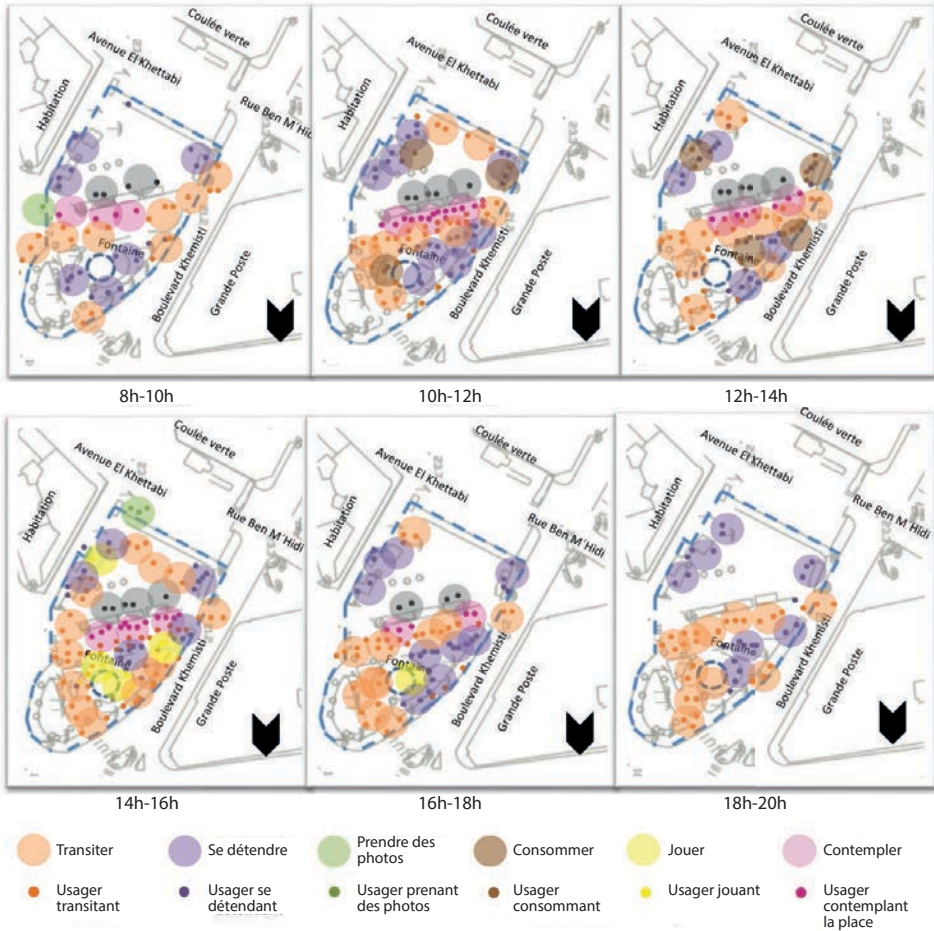 Coulée verte
Avenue El Khettabi
Habitation
Rue Ben M'Hidi
Fontaine
Boulevard Khemisti
Grande Poste
8h-10h
Coulée verte
Avenue El Khettabi
Habitation
Fontaine
Boulevard Khemisti
Grande Poste
10h-12h
Coulée verte
Avenue El Khettabi
Habitation
Fontaine
Boulevard Khemisti
Grande Poste
12h-14h
Coulée verte
Avenue El Khettabi
Habitation
Rue Ben M'Hidi
Fontaine
Boulevard Khemisti
Grande Poste
14h-16h
Coulée verte
Avenue El Khettabi
Habitation
Rue Ben M'Hidi
Fontaine
Boulevard Khemisti
Grande Poste
16h-18h
Coulée verte
Avenue El Khettabi
Habitation
Rue Ben M'Hidi
Fontaine
Boulevard Khemisti
Grande Poste
18h-20h
Transiter
Se détendre
Prendre des
photos
Consommer
Jouer
Contempler
Usager
transitant
Usager se
détendant
Usager prenant
des photos
Usager
consommant
Usager jouant
Usager
contemplant
la place